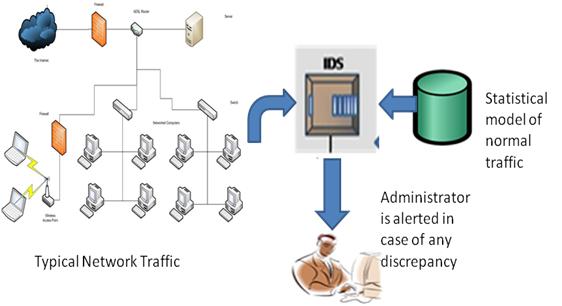 Firewall
ADSL Router
Server
The Internet
Switch
Firewall
Networked Computers
Wireless
Access Point
Typical Network Traffic
IDS
Statistical
model of
normal
traffic
Administrator
is alerted in
case of any
discrepancy